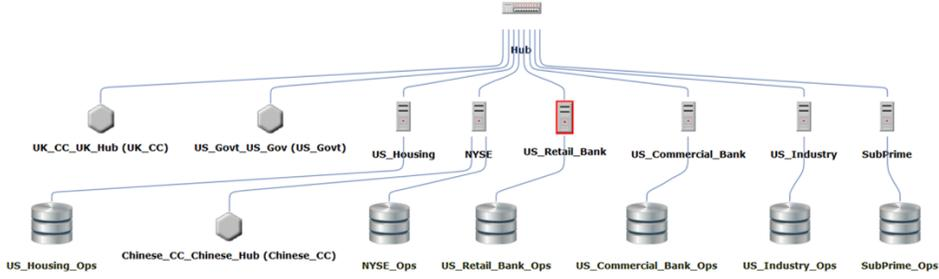 Hub
UK_CC_UK_Hub (UK_CC)
US_Govt_US_Gov (US_Govt)
US_Housing
NYSE
US_Retail_Bank
US_Commercial_Bank
US_Industry
SubPrime
US_Housing_Ops
Chinese_CC_Chinese_Hub (Chinese_CC)
NYSE_Ops
US_Retail_Bank_Ops
US_Commercial_Bank_Ops
US_Industry_Ops
SubPrime_Ops